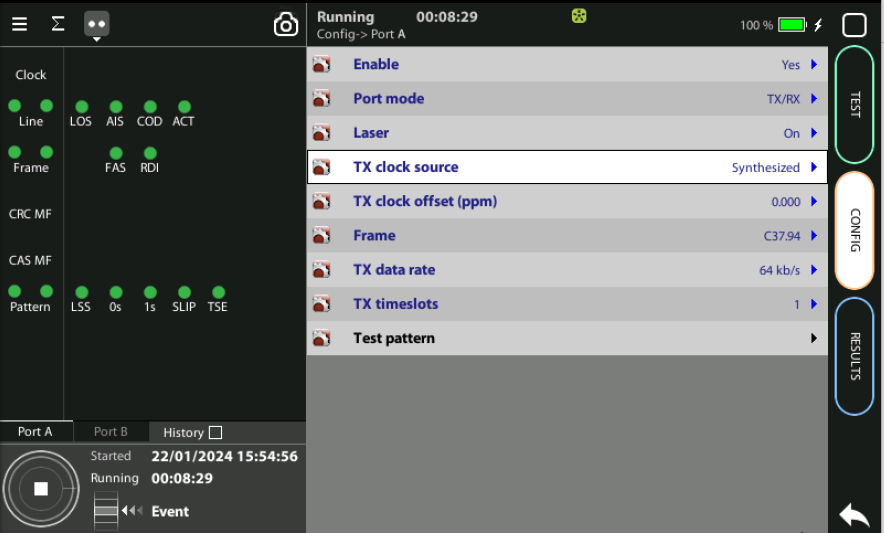 Σ
Running 00:08:29
Config-> Port A
100 %
Clock
Line LOS AIS COD ACT
Frame FAS RDI
CRC MF
CAS MF
Pattern LSS 0s 1s SLIP TSE
Port A Port B History
Started 22/01/2024 15:54:56
Running 00:08:29
Event
Enable Yes
Port mode TX/RX
Laser On
TX clock source Synthesized
TX clock offset (ppm) 0.000
Frame C37.94
TX data rate 64 kb/s
TX timeslots 1
Test pattern
TEST
CONFIG
RESULTS